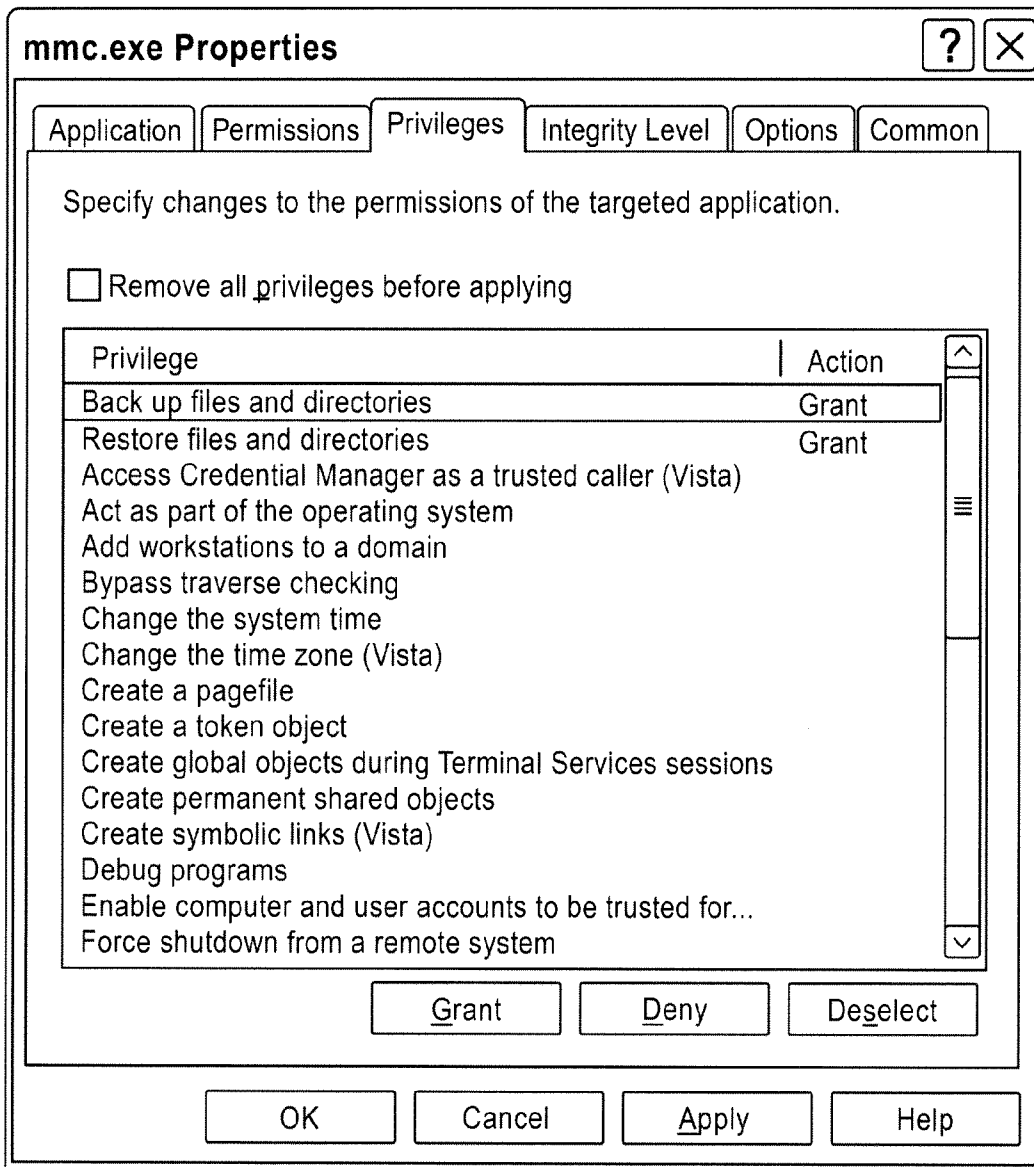 mmc.exe Properties ? X
Application Permissions Privileges Integrity Level Options Common
Specify changes to the permissions of the targeted application.
Remove all privileges before applying
Privilege Action
Back up files and directories Grant
Restore files and directories Grant
Access Credential Manager as a trusted caller (Vista)
Act as part of the operating system
Add workstations to a domain
Bypass traverse checking
Change the system time
Change the time zone (Vista)
Create a pagefile
Create a token object
Create global objects during Terminal Services sessions
Create permanent shared objects
Create symbolic links (Vista)
Debug programs
Enable computer and user accounts to be trusted for...
Force shutdown from a remote system
Grant Deny Deselect
OK Cancel Apply Help